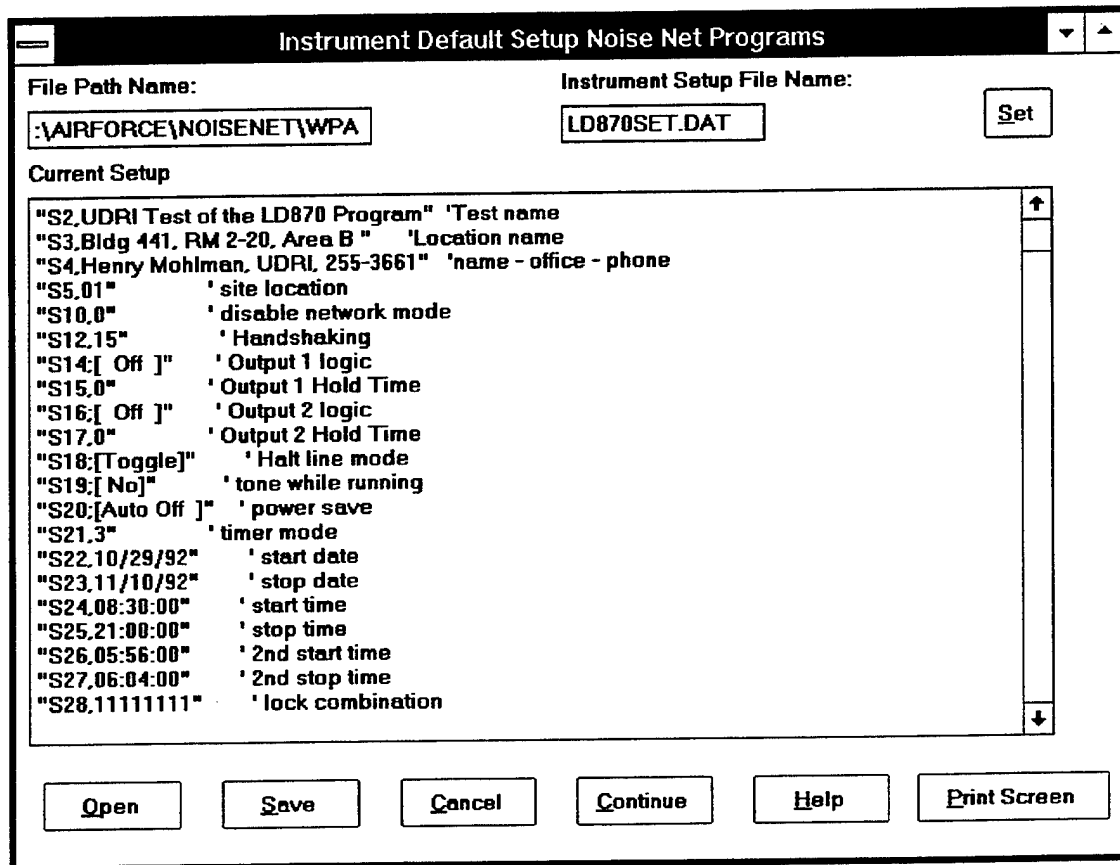 Instrument Default Setup Noise Net Programs
File Path Name:
Instrument Setup File Name:
:\AIRFORCE\NOISENET\WPA
LD870SET.DAT
Set
Current Setup
"S2,UDRI Test of the LD870 Program" 'Test name
"S3,Bldg 441, RM 2-20, Area B " 'Location name
"S4,Henry Mohlman, UDRI, 255-3661" 'name - office - phone
"S5,01" ' site location
"S10,0" ' disable network mode
"S12,15" ' Handshaking
"S14;[ Off ]" ' Output 1 logic
"S15,0" ' Output 1 Hold Time
"S16;[ Off ]" ' Output 2 logic
"S17,0" ' Output 2 Hold Time
"S18;[Toggle]" ' Halt line mode
"S19;[ No]" ' tone while running
"S20;[Auto Off ]" ' power save
"S21,3" ' timer mode
"S22,10/29/92" ' start date
"S23,11/10/92" ' stop date
"S24,08:30:00" ' start time
"S25,21:00:00" ' stop time
"S26,05:56:00" ' 2nd start time
"S27,06:04:00" ' 2nd stop time
"S28,11111111" ' lock combination
Open
Save
Cancel
Continue
Help
Print Screen